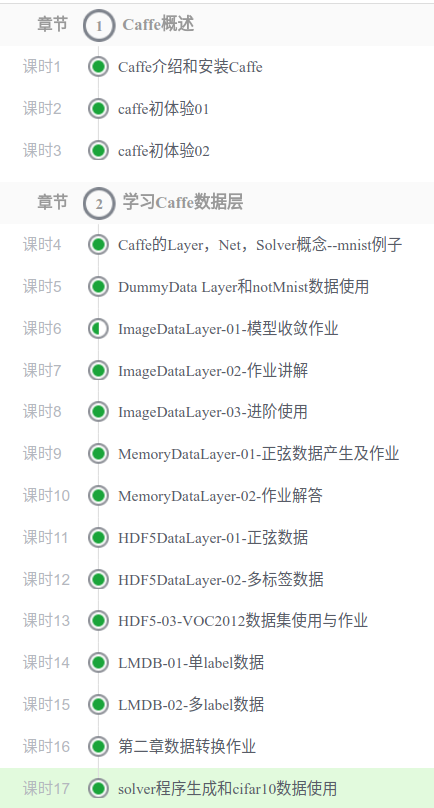 章节 1 Caffe概述
课时1 Caffe介绍和安装Caffe
课时2 caffe初体验01
课时3 caffe初体验02
章节 2 学习Caffe数据层
课时4 Caffe的Layer，Net，Solver概念--mnist例子
课时5 DummyData Layer和notMnist数据使用
课时6 ImageDataLayer-01-模型收敛作业
课时7 ImageDataLayer-02-作业讲解
课时8 ImageDataLayer-03-进阶使用
课时9 MemoryDataLayer-01-正弦数据产生及作业
课时10 MemoryDataLayer-02-作业解答
课时11 HDF5DataLayer-01-正弦数据
课时12 HDF5DataLayer-02-多标签数据
课时13 HDF5-03-VOC2012数据集使用与作业
课时14 LMDB-01-单label数据
课时15 LMDB-02-多label数据
课时16 第二章数据转换作业
课时17 solver程序生成和cifar10数据使用